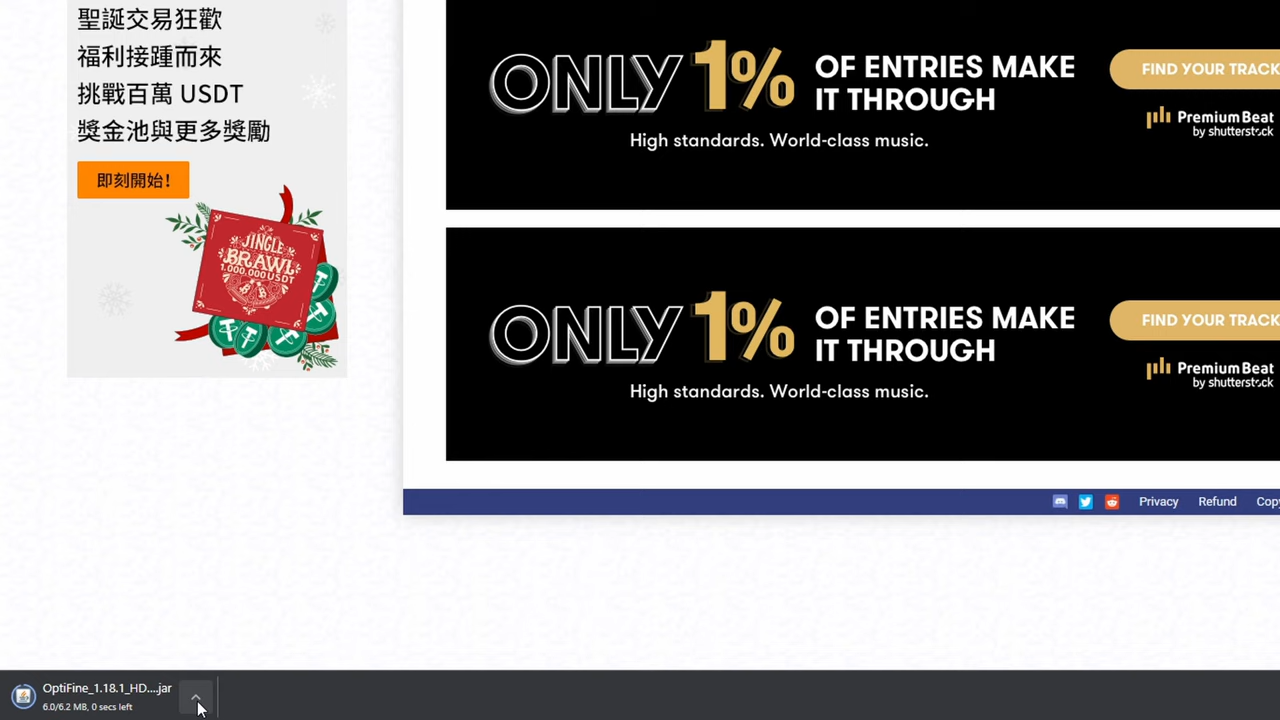 聖誕交易狂歡
福利接踵而來
挑戰百萬 USDT
獎金池與更多獎勵
即刻開始!
JINGLE
BRAWL
1,000,000 USDT
ONLY 1% OF ENTRIES MAKE
IT THROUGH
High standards. World-class music.
FIND YOUR TRACK
PremiumBeat
by shutterstock
ONLY 1% OF ENTRIES MAKE
IT THROUGH
High standards. World-class music.
FIND YOUR TRACK
PremiumBeat
by shutterstock
Privacy Refund Copy
OptiFine_1.18.1_HD....jar
6.0/6.2 MB, 0 secs left